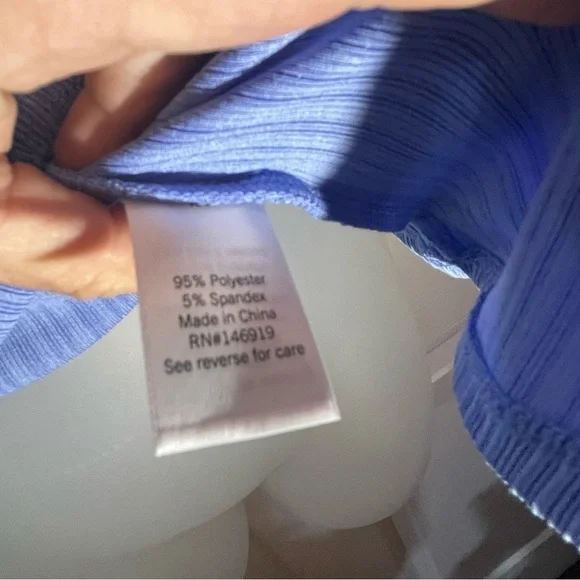 95% Polyester
5% Spandex
Made in China
RN#146919
See reverse for care